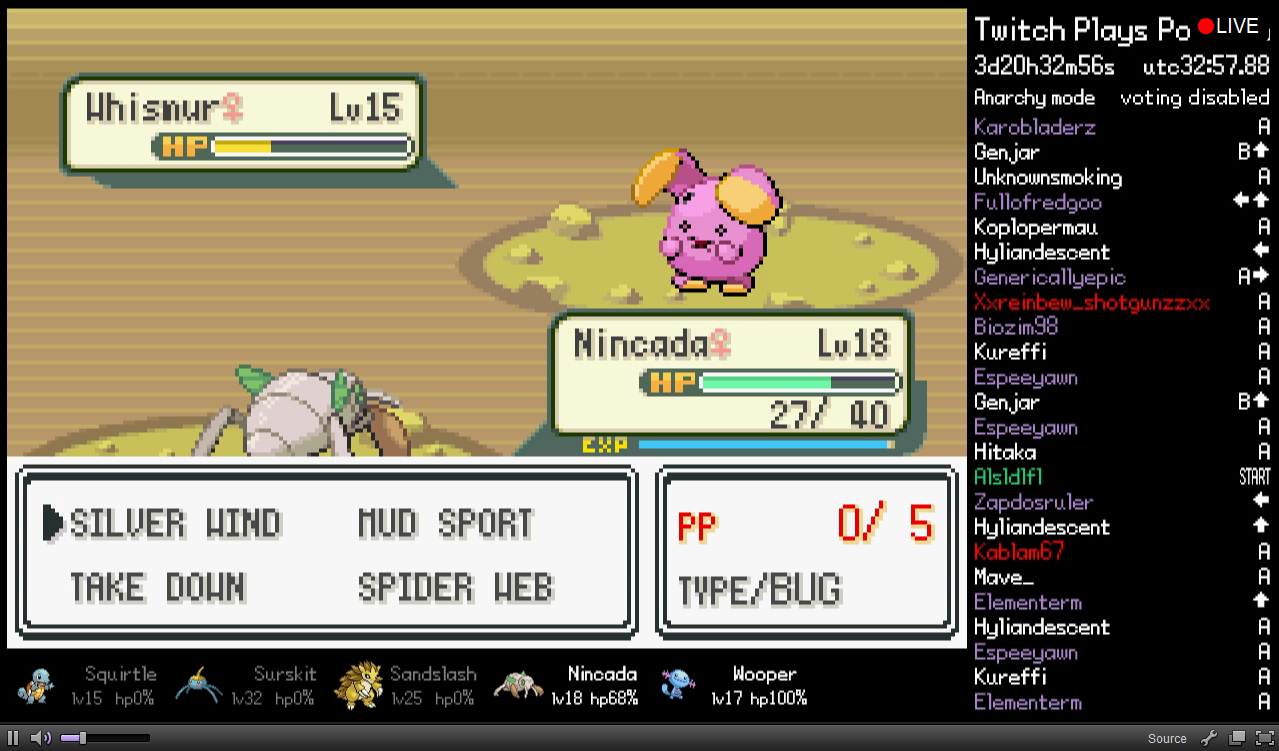 Twitch Plays Po LIVE
3d20h32m56s utc32:57.88
Anarchy mode voting disabled
Whismur♀ Lv15
HP
Nincada♀ Lv18
HP
27/ 40
EXP
SILVER WIND MUD SPORT
TAKE DOWN SPIDER WEB
PP 0/ 5
TYPE/BUG
Karobladerz A
Genjar B⬆
Unknownsmoking A
Fullofredgoo ⬅⬆
Koplopermau A
Hyliandescent ⬅
Generically­epic A➡
Xxreinbew_shotgunzzxx A
Biozim98 A
Kureffi A
Espeeyawn A
Genjar B⬆
Espeeyawn A
Hitaka A
Alsldlfl START
Zapdosruler ⬅
Hyliandescent ⬆
Kablam67 A
Mave_ A
Elementerm ⬆
Hyliandescent A
Espeeyawn A
Kureffi A
Elementerm A
Squirtle
lv15 hp0%
Surskit
lv32 hp0%
Sandslash
lv25 hp0%
Nincada
lv18 hp68%
Wooper
lv17 hp100%
Source